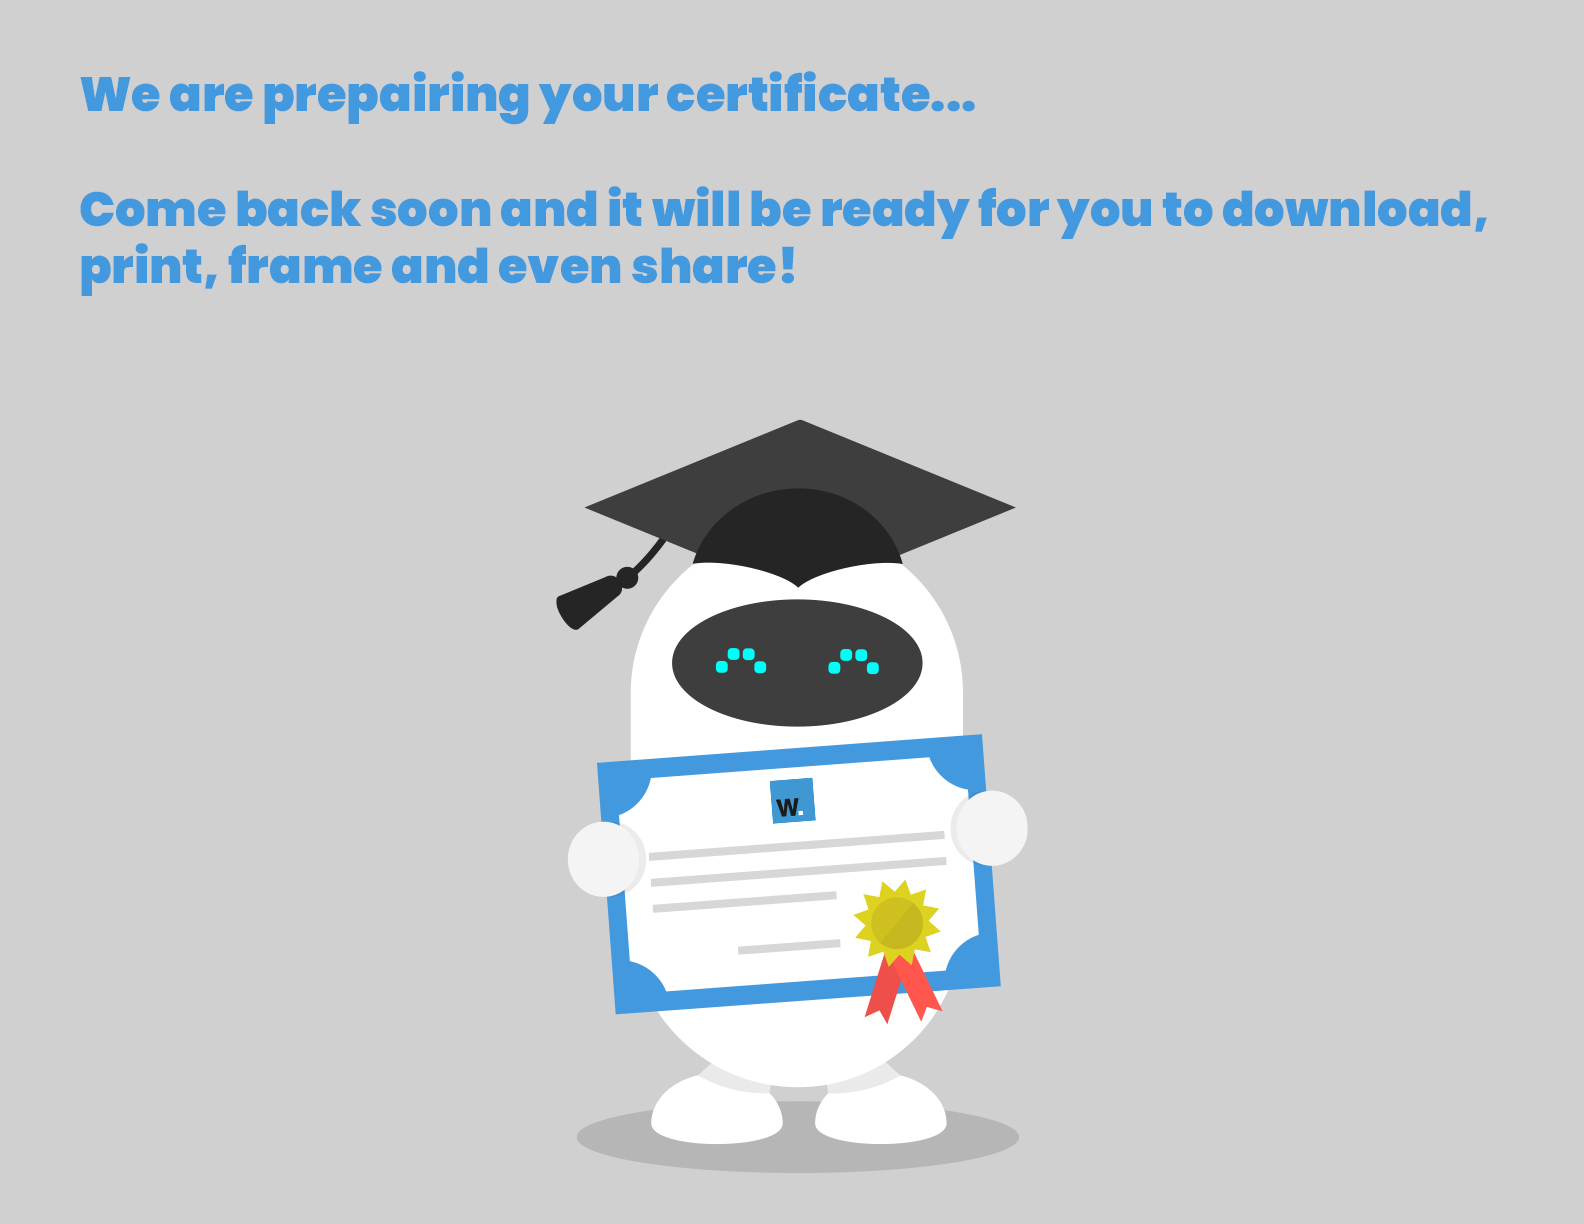 We are prepairing your certificate...
Come back soon and it will be ready for you to download,
print, frame and even share!
w.